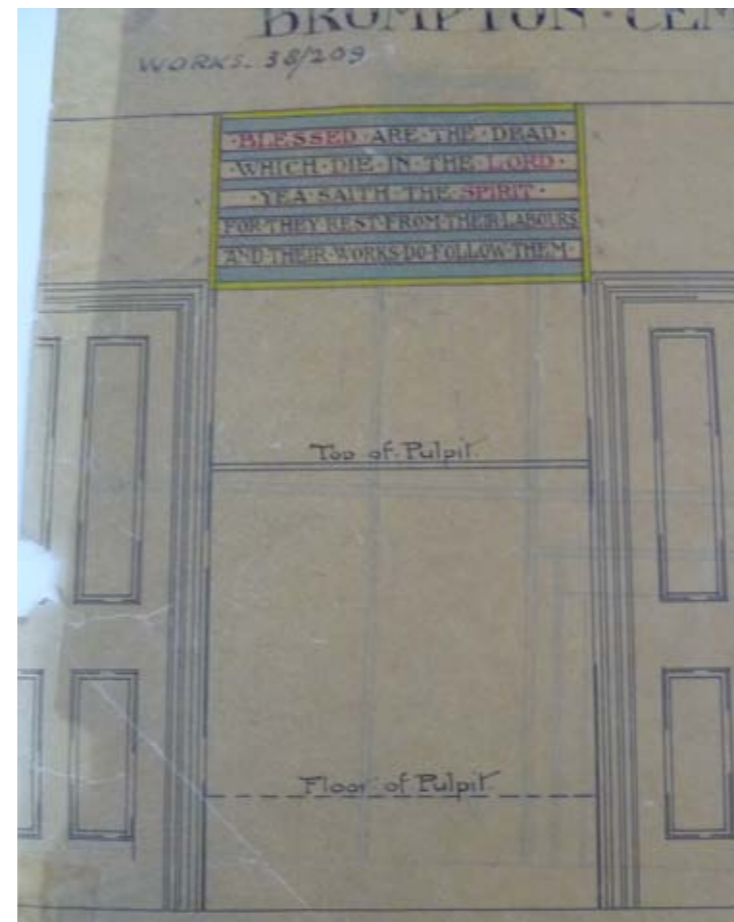 BROMPTON · CEM
WORKS. 38/209
· BLESSED · ARE · THE · DEAD ·
· WHICH · DIE · IN · THE · LORD ·
· YEA · SAITH · THE · SPIRIT ·
FOR · THEY · REST · FROM · THEIR · LABOURS
AND · THEIR · WORKS · DO · FOLLOW · THEM ·
Top of Pulpit
Floor of Pulpit